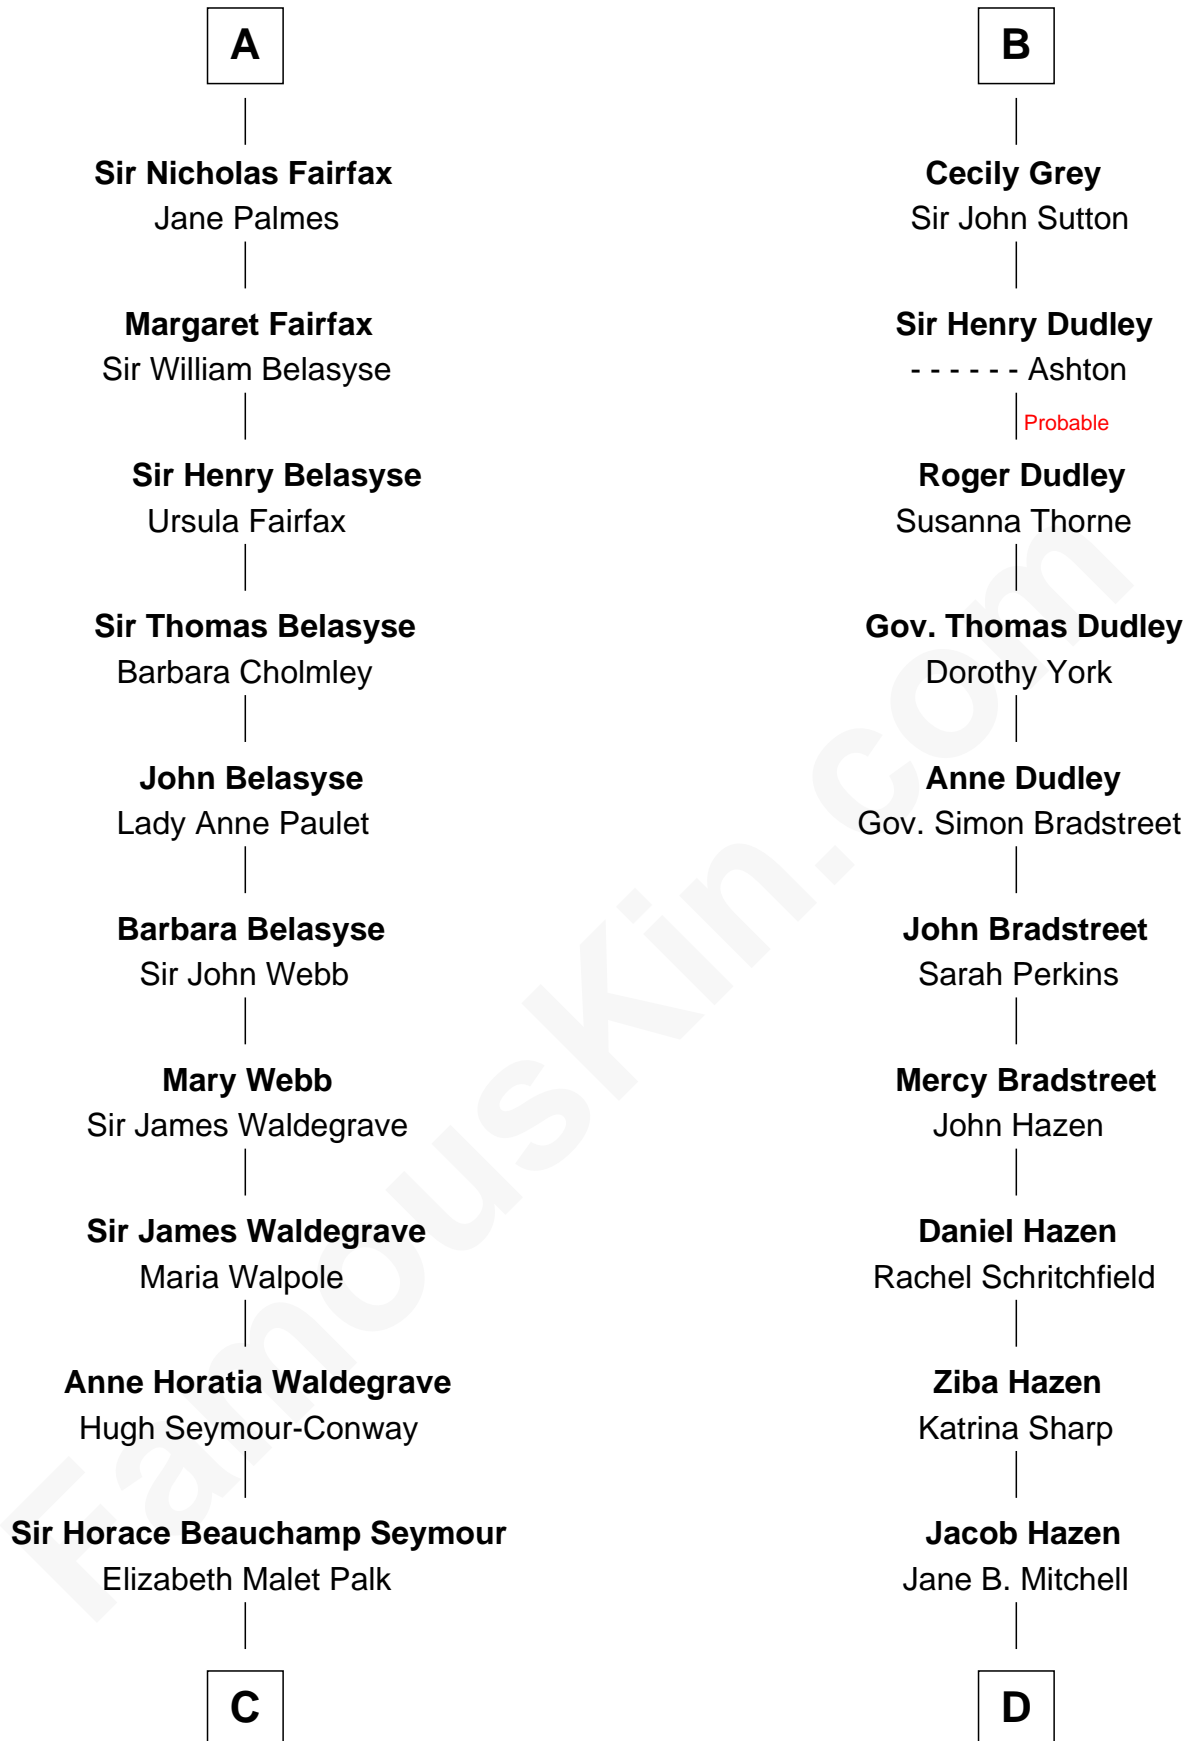 A
Sir Nicholas Fairfax
Jane Palmes
Margaret Fairfax
Sir William Belasyse
Sir Henry Belasyse
Ursula Fairfax
Sir Thomas Belasyse
Barbara Cholmley
John Belasyse
Lady Anne Paulet
Barbara Belasyse
Sir John Webb
Mary Webb
Sir James Waldegrave
Sir James Waldegrave
Maria Walpole
Anne Horatia Waldegrave
Hugh Seymour-Conway
Sir Horace Beauchamp Seymour
Elizabeth Malet Palk
C
B
Cecily Grey
Sir John Sutton
Sir Henry Dudley
- - - - - - Ashton
Probable
Roger Dudley
Susanna Thorne
Gov. Thomas Dudley
Dorothy York
Anne Dudley
Gov. Simon Bradstreet
John Bradstreet
Sarah Perkins
Mercy Bradstreet
John Hazen
Daniel Hazen
Rachel Schritchfield
Ziba Hazen
Katrina Sharp
Jacob Hazen
Jane B. Mitchell
D
FamousKin.com